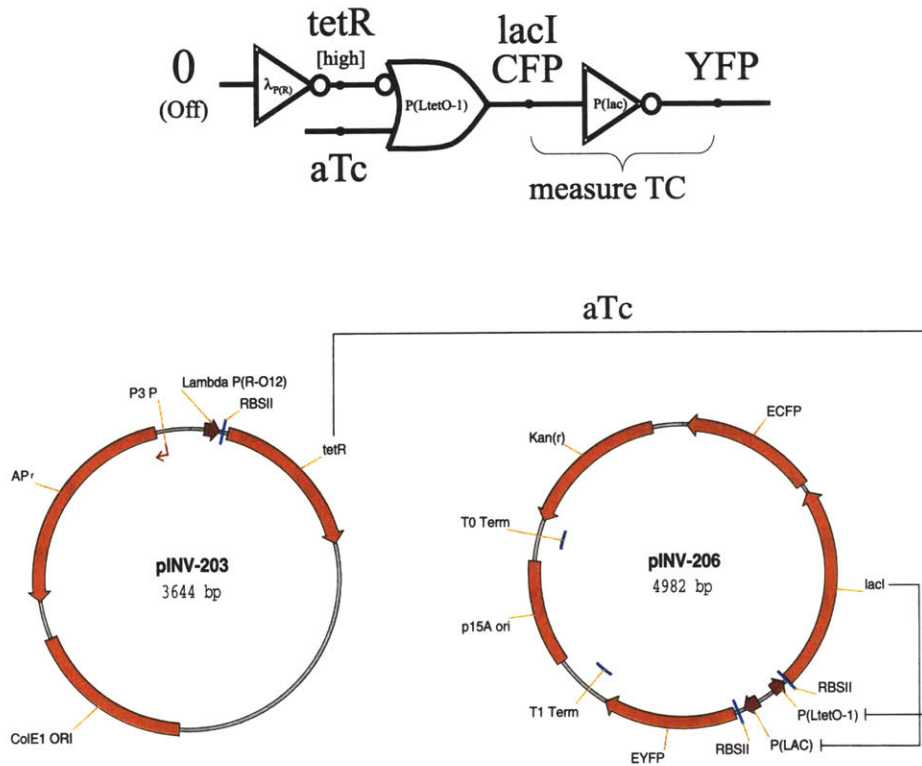 tetR
lacI
0
[high]
CFP
YFP
(Off)
λP(R)
P(LtetO-1)
P(lac)
aTc
measure TC
aTc
Lambda P(R-O12)
P3 P
RBSII
tetR
APr
pINV-203
3644 bp
ColE1 ORI
ECFP
Kan(r)
T0 Term
pINV-206
4982 bp
lacI
p15A ori
RBSII
T1 Term
P(LtetO-1)
P(LAC)
EYFP
RBSII